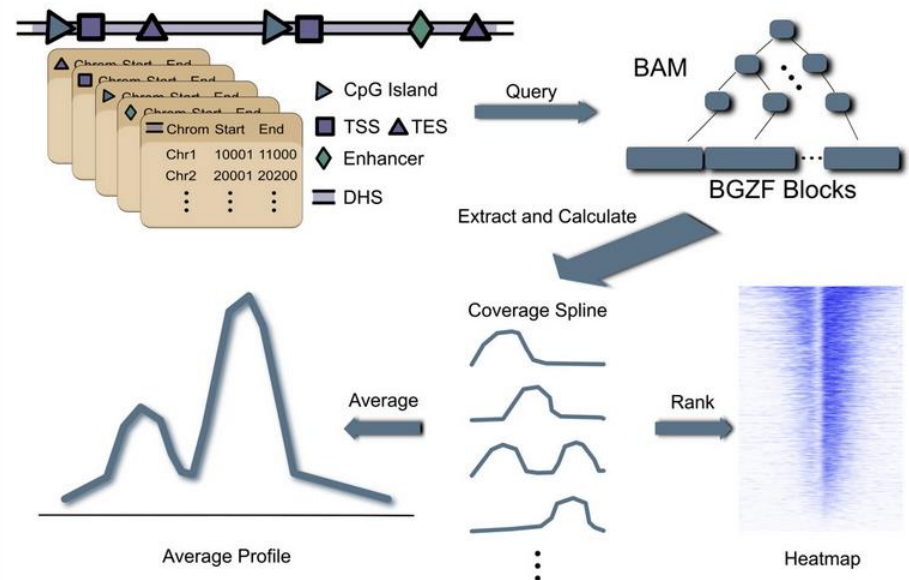 Chrom Start End
Chrom Start End
Chrom Start End
Chrom Start End
Chrom Start End
Chr1 10001 11000
Chr2 20001 20200
CpG Island
TSS TES
Enhancer
DHS
Query
BAM
BGZF Blocks
Extract and Calculate
Coverage Spline
Average
Rank
Average Profile
Heatmap